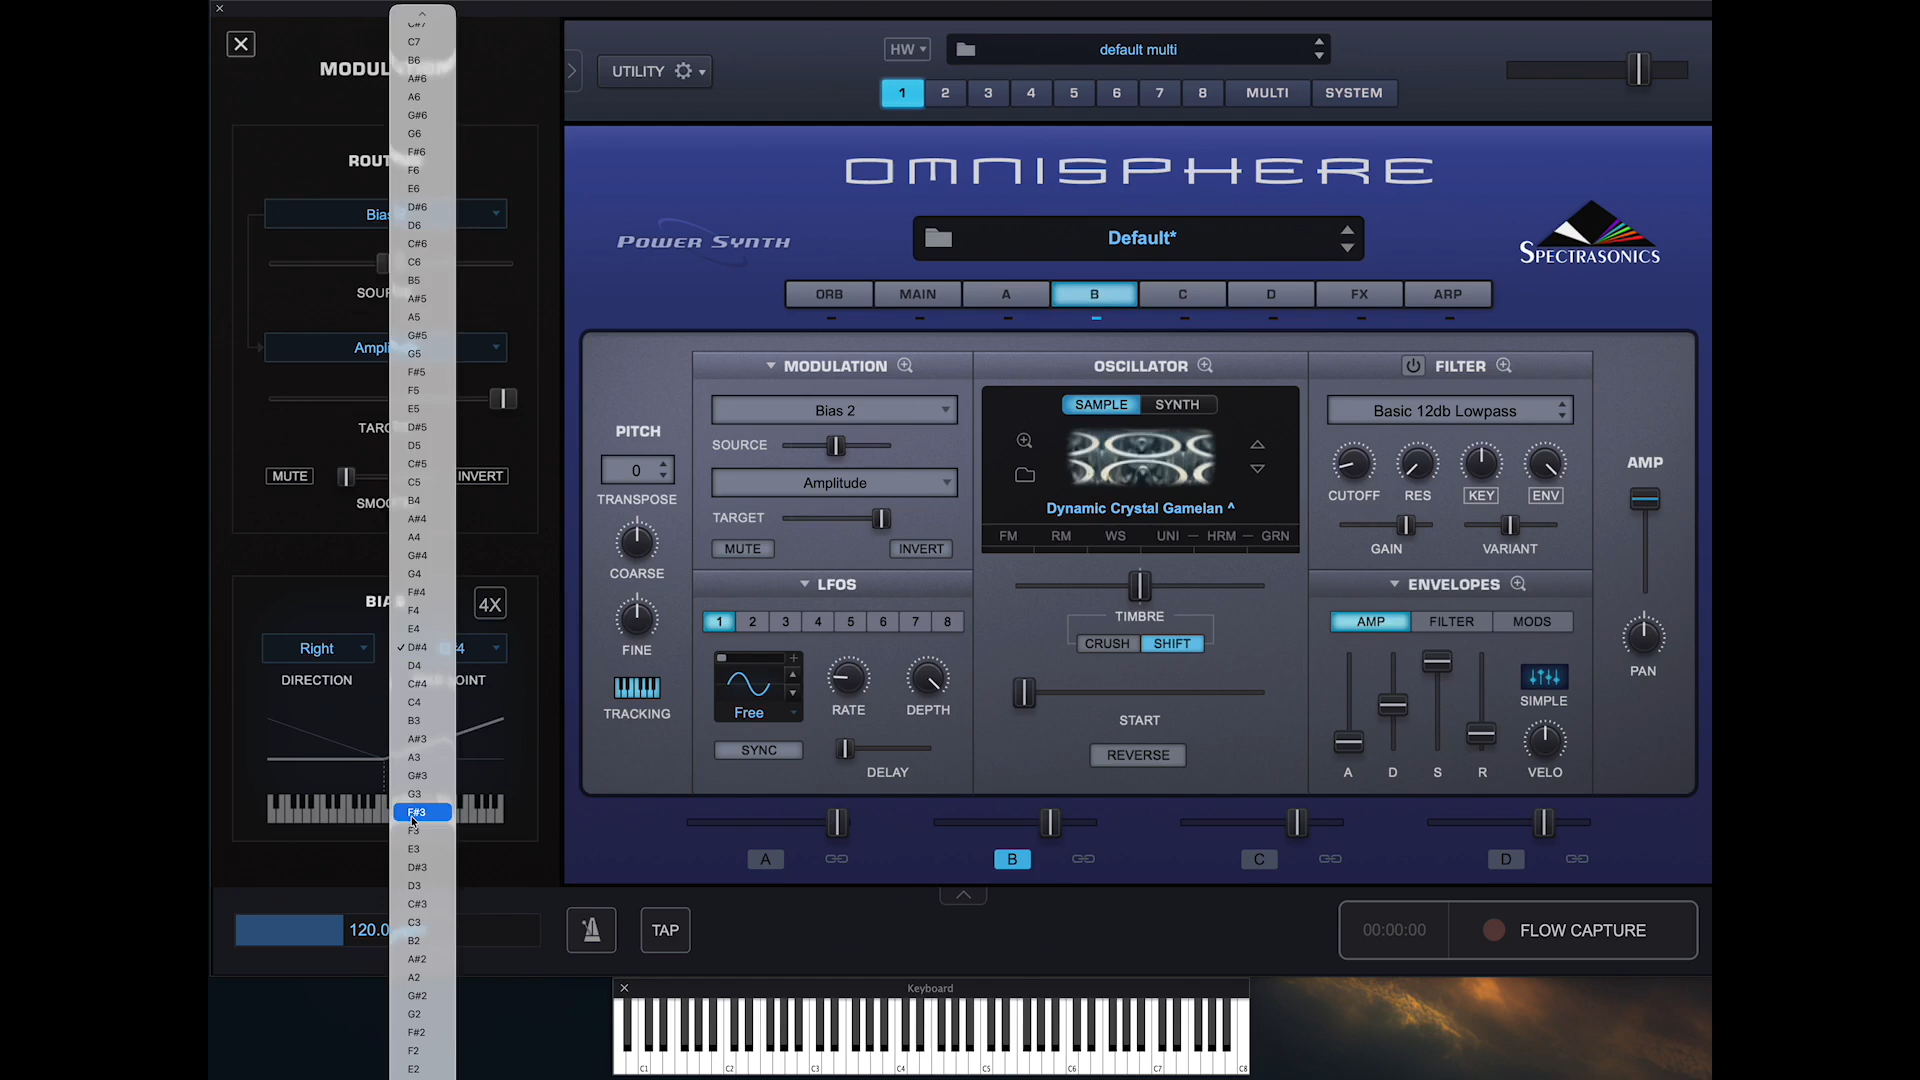 MODUL
ROUT
Bias
SOUR
Ampli
TARG
MUTE
INVERT
SMOO
BIA
4X
Right
#4
DIRECTION
OINT
120.0
C#7
C7
B6
A#6
A6
G#6
G6
F#6
F6
E6
D#6
D6
C#6
C6
B5
A#5
A5
G#5
G5
F#5
F5
E5
D#5
D5
C#5
C5
B4
A#4
A4
G#4
G4
F#4
F4
E4
✓ D#4
D4
C#4
C4
B3
A#3
A3
G#3
G3
F#3
F3
E3
D#3
D3
C#3
C3
B2
A#2
A2
G#2
G2
F#2
F2
E2
UTILITY
HW
default multi
1 2 3 4 5 6 7 8 MULTI SYSTEM
OMNISPHERE
POWER SYNTH
Default*
SPECTRASONICS
ORB MAIN A B C D FX ARP
PITCH
0
TRANSPOSE
COARSE
FINE
TRACKING
MODULATION
Bias 2
SOURCE
Amplitude
TARGET
MUTE INVERT
LFOS
1 2 3 4 5 6 7 8
Free
RATE DEPTH
SYNC
DELAY
OSCILLATOR
SAMPLE SYNTH
Dynamic Crystal Gamelan ^
FM RM WS UNI — HRM — GRN
TIMBRE
CRUSH SHIFT
START
REVERSE
FILTER
Basic 12db Lowpass
CUTOFF RES KEY ENV
GAIN VARIANT
ENVELOPES
AMP FILTER MODS
SIMPLE
A D S R VELO
AMP
PAN
A B C D
TAP
00:00:00 FLOW CAPTURE
Keyboard
C1 C2 C3 C4 C5 C6 C7 C8